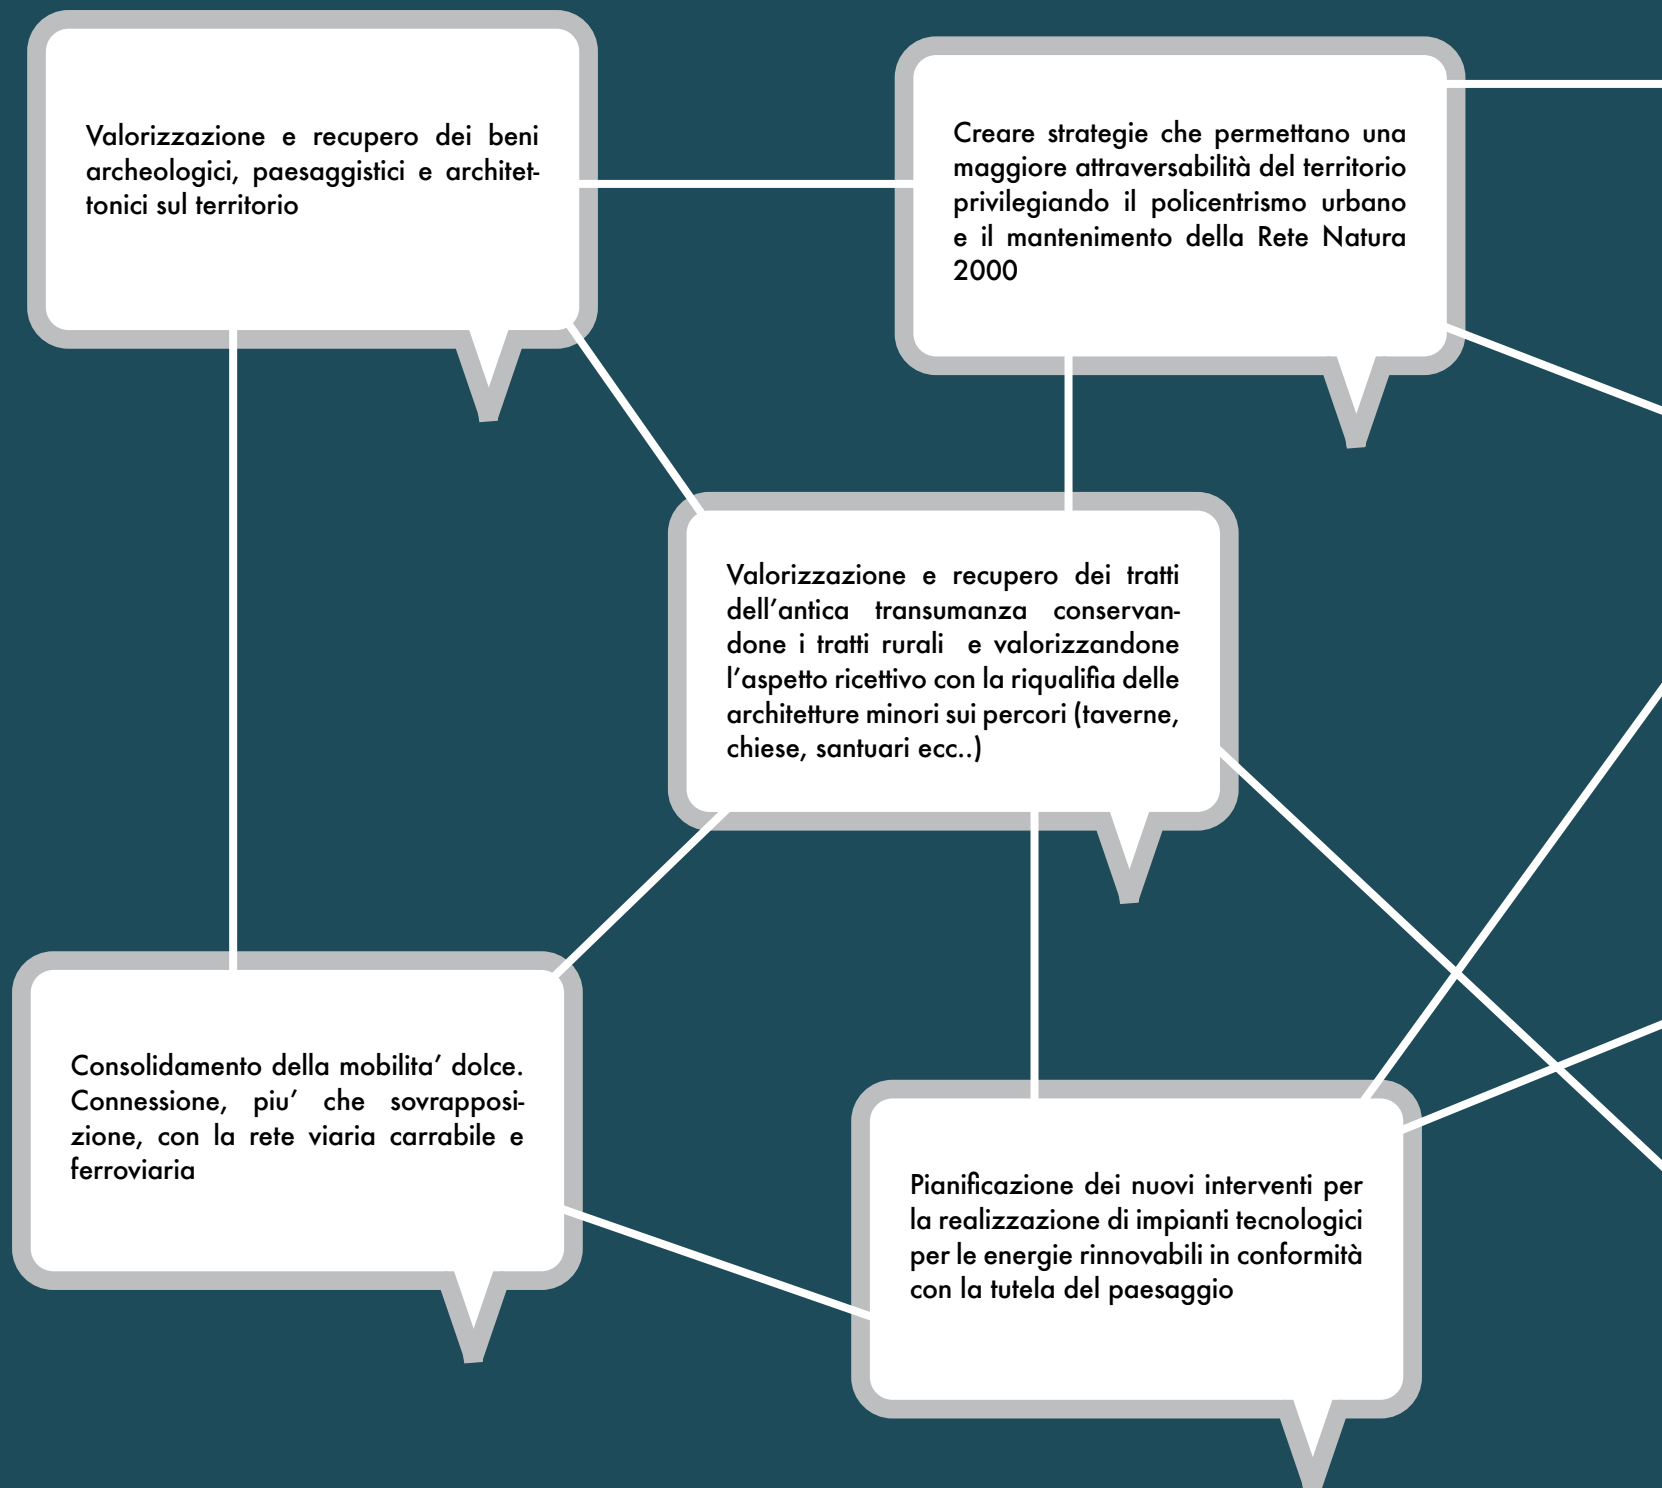 Valorizzazione e recupero dei beni
archeologici, paesaggistici e architet-
tonici sul territorio
Creare strategie che permettano una
maggiore attraversabilità del territorio
privilegiando il policentrismo urbano
e il mantenimento della Rete Natura
2000
Valorizzazione e recupero dei tratti
dell’antica transumanza conservan-
done i tratti rurali e valorizzandone
l’aspetto ricettivo con la riqualifia delle
architetture minori sui percori (taverne,
chiese, santuari ecc..)
Consolidamento della mobilita’ dolce.
Connessione, piu’ che sovrapposi-
zione, con la rete viaria carrabile e
ferroviaria
Pianificazione dei nuovi interventi per
la realizzazione di impianti tecnologici
per le energie rinnovabili in conformità
con la tutela del paesaggio